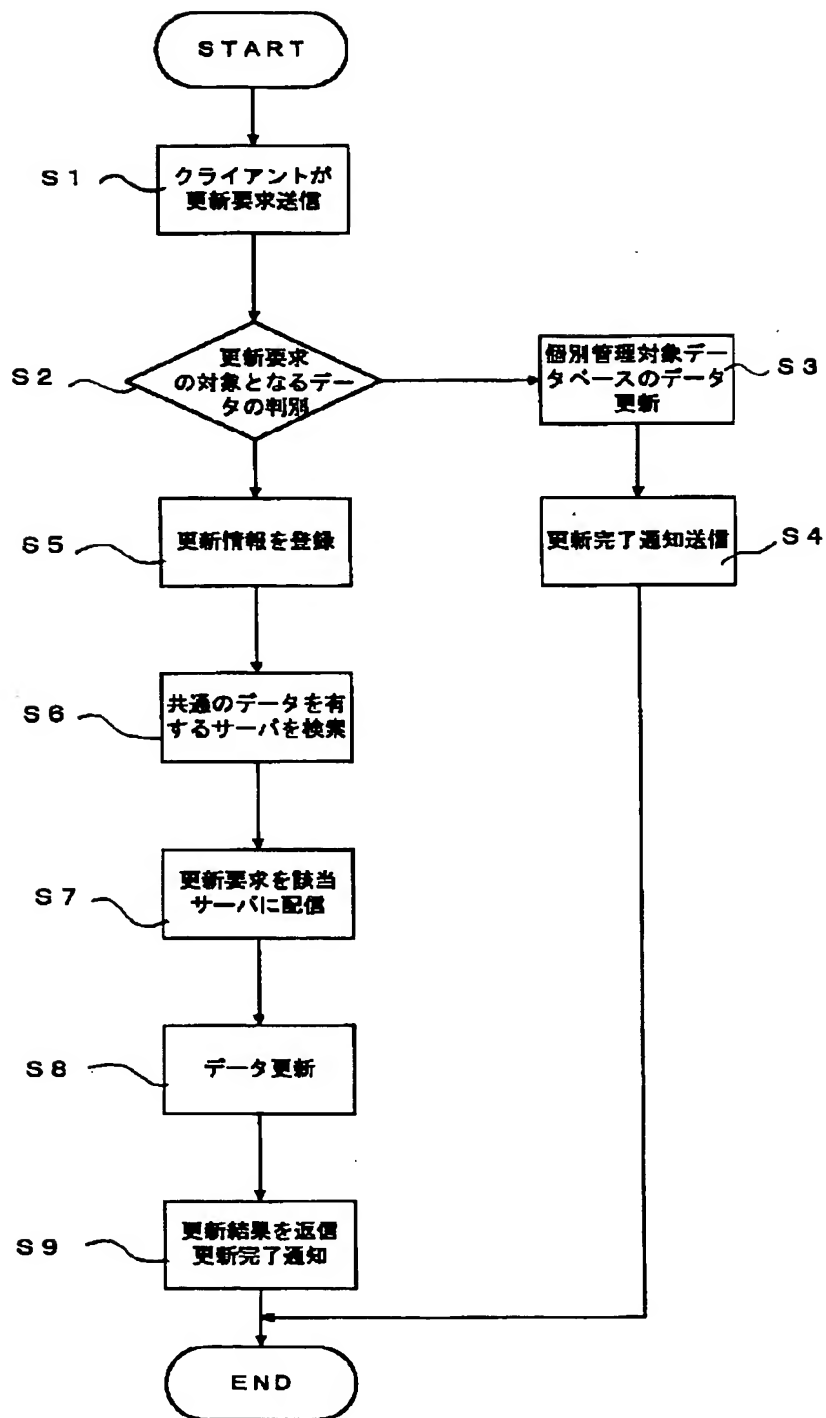 START
S1
クライアントが
更新要求送信
S2
更新要求
の対象となるデー
タの判別
個別管理対象デー
タベースのデータ
更新
S3
S5
更新情報を登録
更新完了通知送信
S4
S6
共通のデータを有
するサーバを検索
S7
更新要求を該当
サーバに配信
S8
データ更新
S9
更新結果を返信
更新完了通知
END